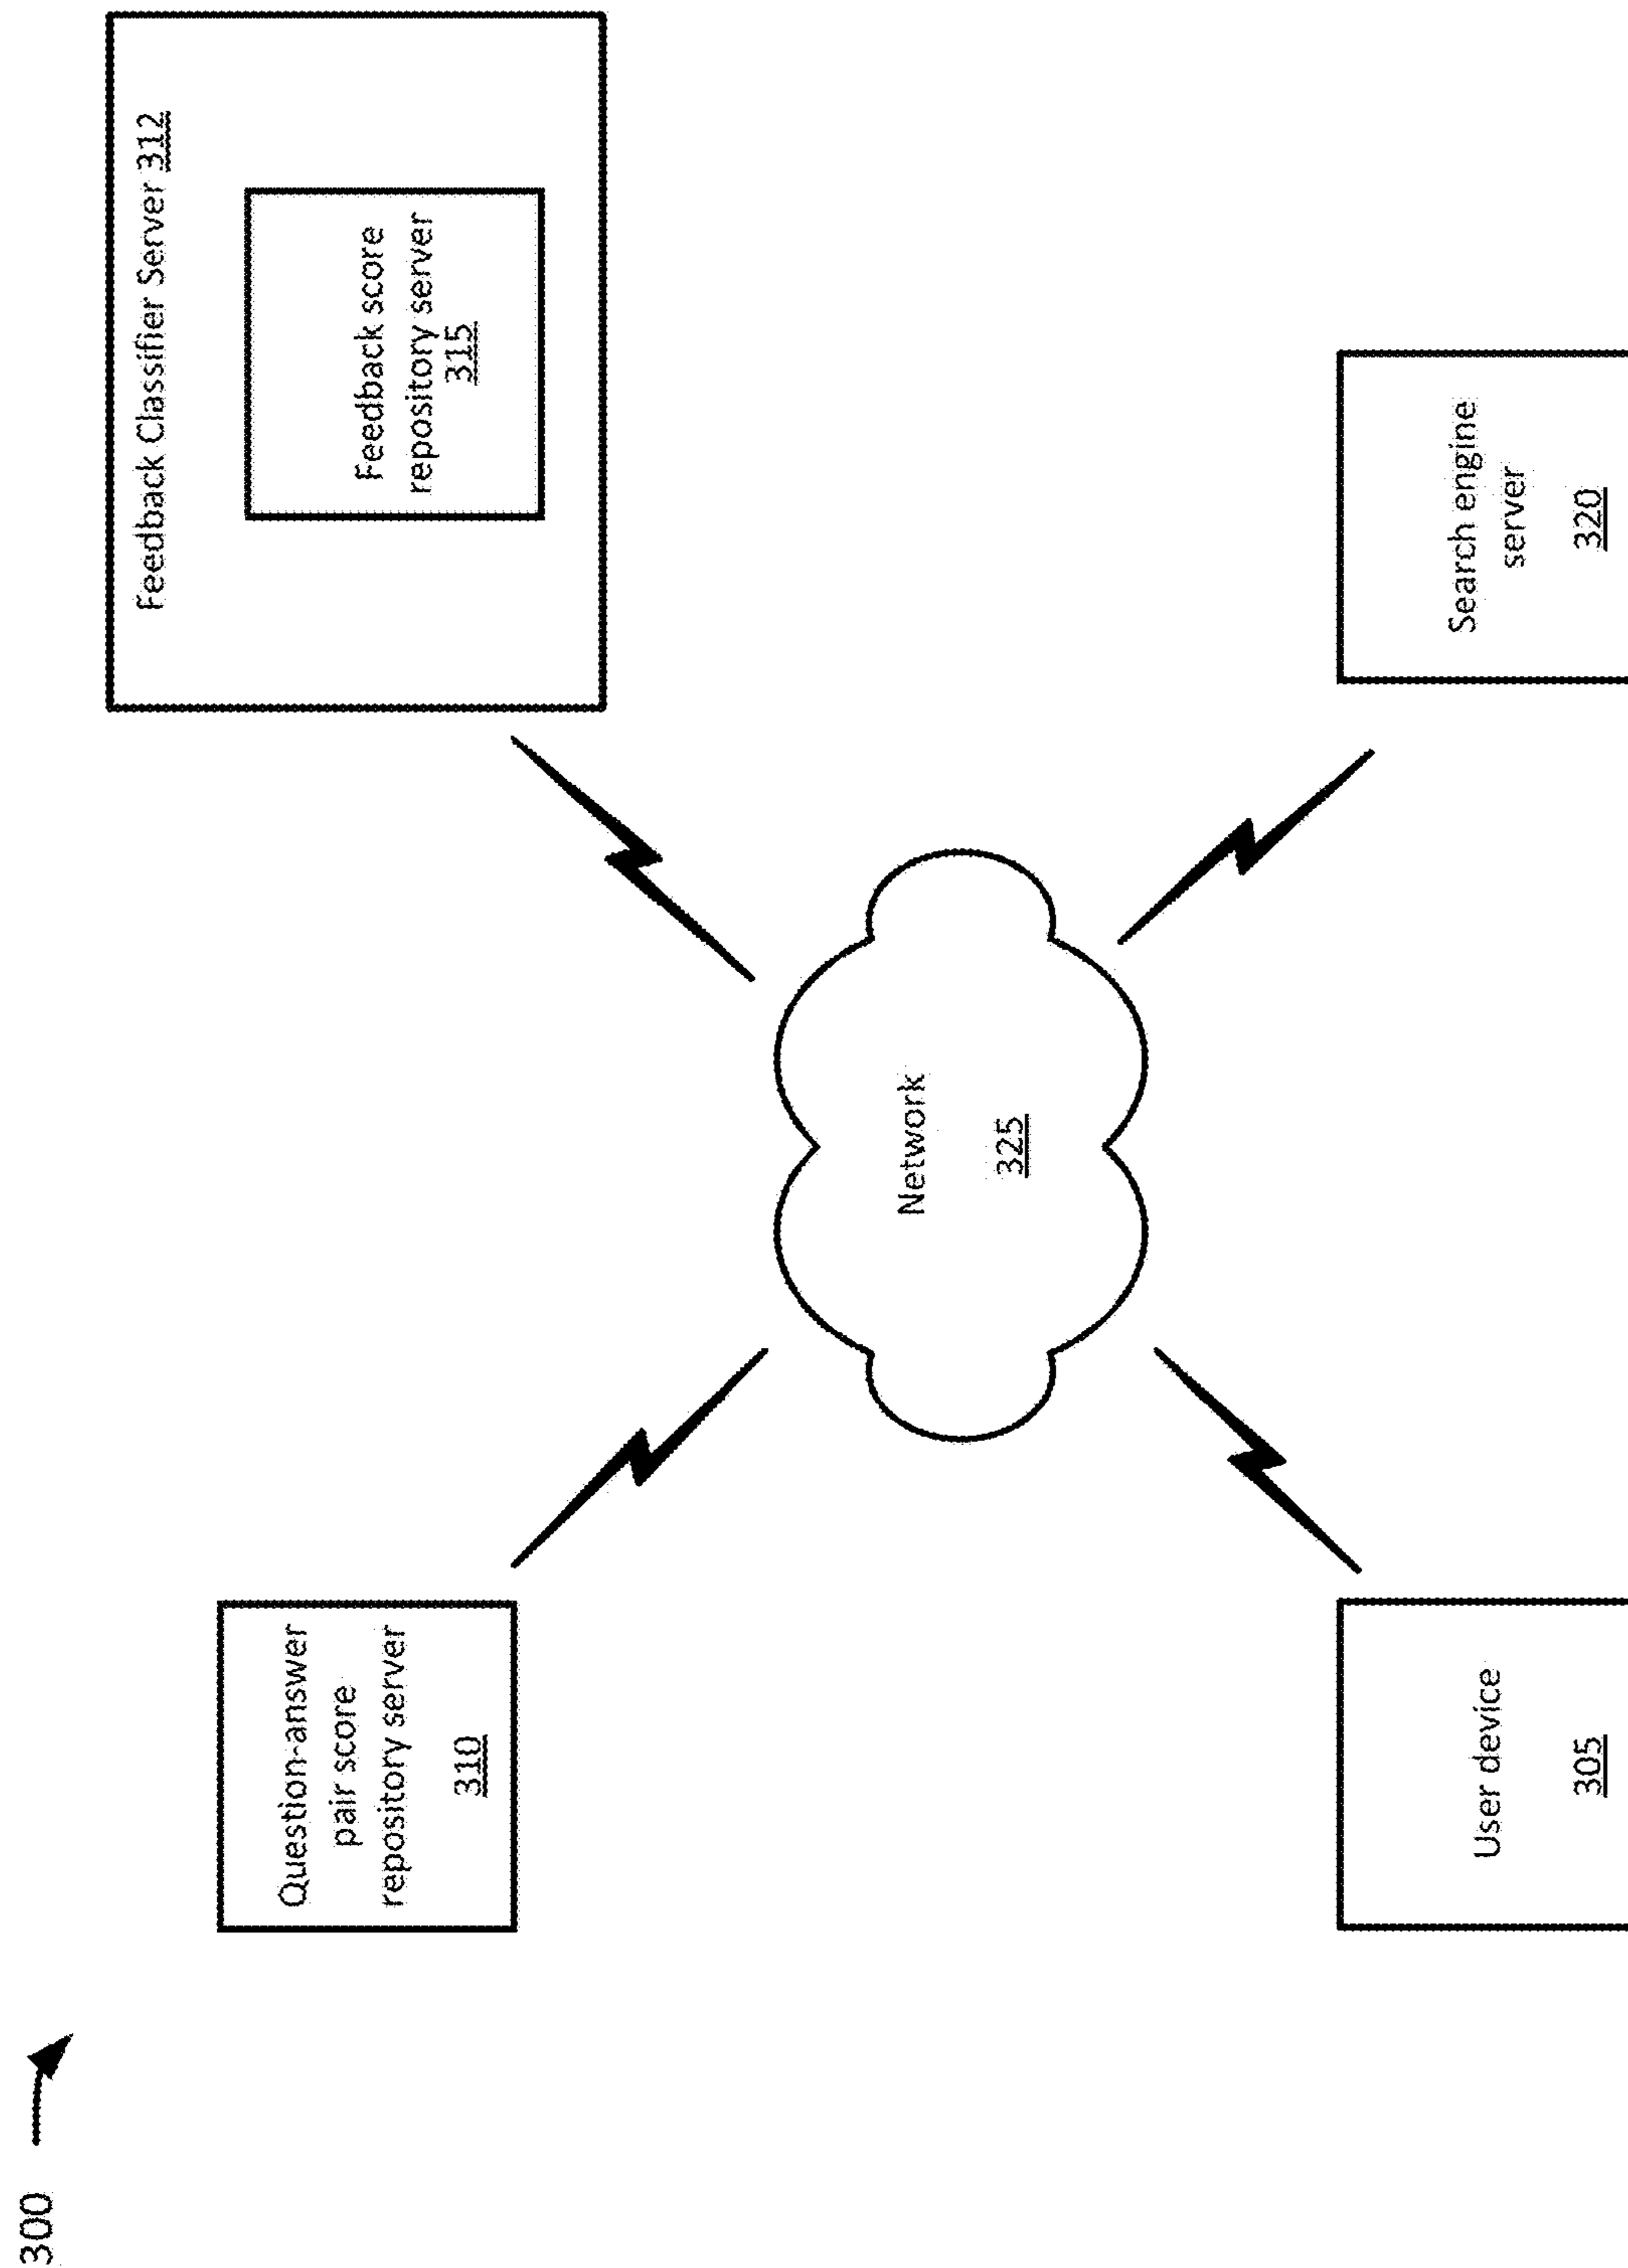 300
Question-answer
pair score
repository server
310
Feedback Classifier Server 312
Feedback score
repository server
315
Network
325
User device
305
Search engine
server
320